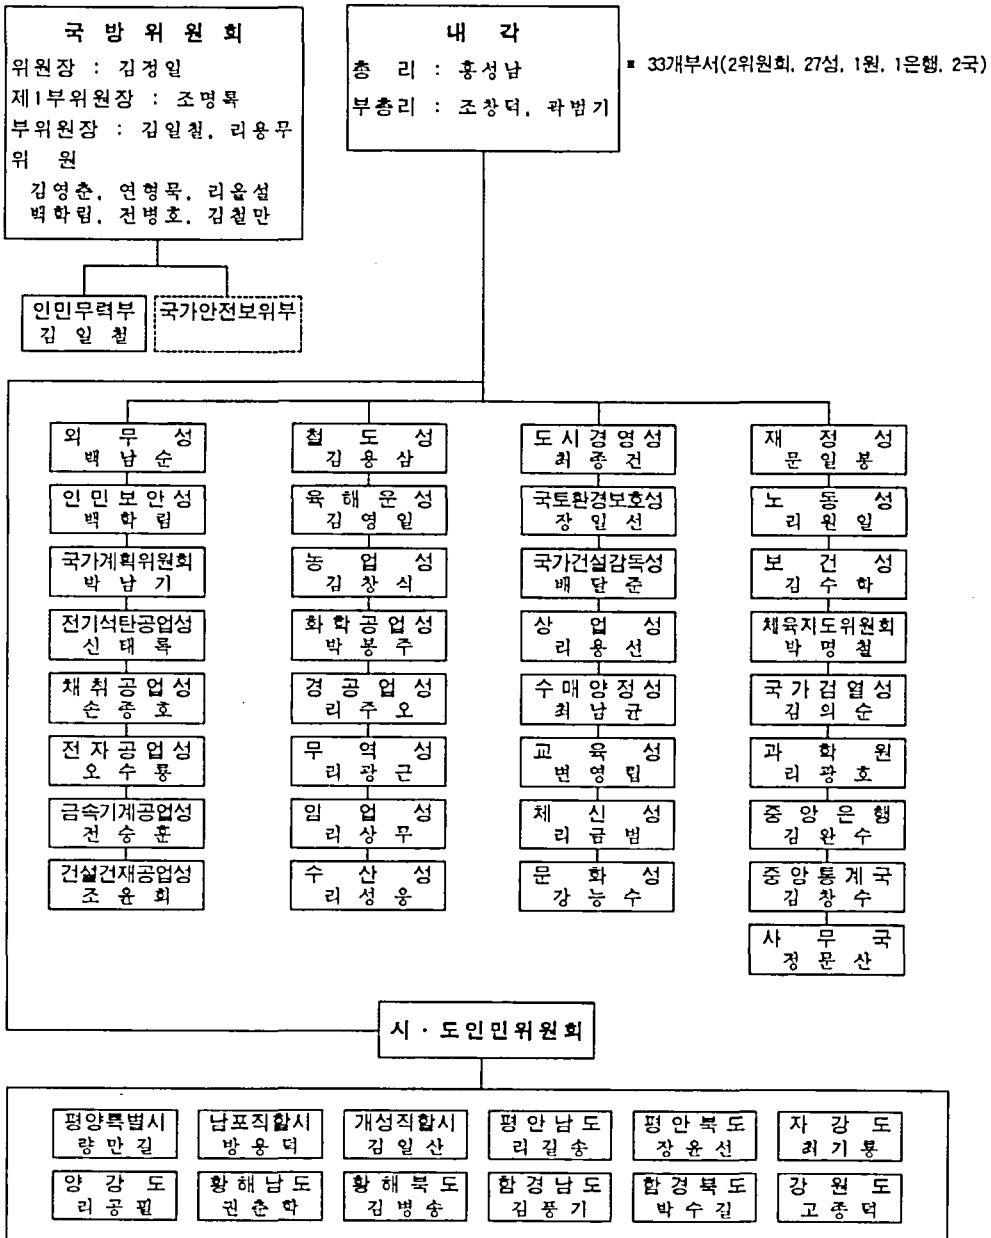 국 방 위 원 회
위원장 : 김정일
제1부위원장 : 조명록
부위원장 : 김일철, 리용무
위 원
김영춘, 연형묵, 리을설
백학림, 전병호, 김철만
내 각
총 리 : 홍성남
부총리 : 조창덕, 곽범기
※ 33개부서(2위원회, 27성, 1원, 1은행, 2국)
인민무력부
김 일 철
국가안전보위부
외 무 성
백 남 순
인 민 보 안 성
백 학 림
국가계획위원회
박 남 기
전기석탄공업성
신 태 록
채 취 공 업 성
손 종 호
전 자 공 업 성
오 수 룡
금속기계공업성
전 승 훈
건설건재공업성
조 윤 희
철 도 성
김 용 삼
육 해 운 성
김 영 일
농 업 성
김 창 식
화 학 공 업 성
박 봉 주
경 공 업 성
리 주 오
무 역 성
리 광 근
임 업 성
리 상 무
수 산 성
리 성 웅
도 시 경 영 성
최 종 건
국토환경보호성
장 일 선
국가건설감독성
배 달 준
상 업 성
리 용 선
수 매 양 정 성
최 남 균
교 육 성
변 영 립
체 신 성
리 금 범
문 화 성
강 능 수
재 정 성
문 일 봉
노 동 성
리 원 일
보 건 성
김 수 학
체육지도위원회
박 명 철
국 가 검 열 성
김 의 순
과 학 원
리 광 호
중 앙 은 행
김 완 수
중 앙 통 계 국
김 창 수
사 무 국
정 문 산
시 · 도인민위원회
평양특별시
량 만 길
남포직할시
방 용 덕
개성직할시
김 일 산
평 안 남 도
리 길 송
평 안 북 도
장 윤 선
자 강 도
최 기 룡
양 강 도
리 공 필
황 해 남 도
권 춘 학
황 해 북 도
김 병 송
함 경 남 도
김 풍 기
함 경 북 도
박 수 길
강 원 도
고 종 덕